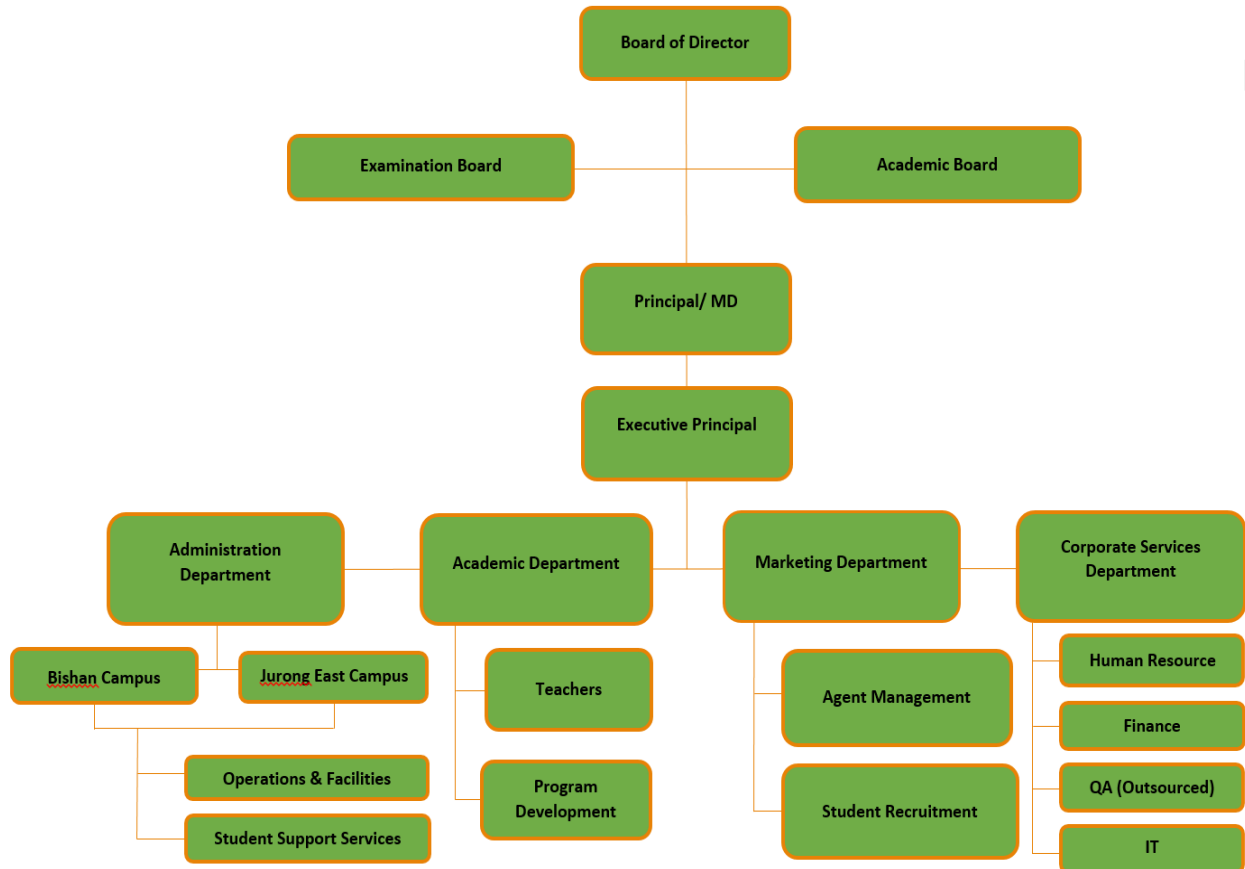 Board of Director
Examination Board
Academic Board
Principal/ MD
Executive Principal
Administration
Department
Academic Department
Marketing Department
Corporate Services
Department
Bishan Campus
Jurong East Campus
Operations & Facilities
Student Support Services
Teachers
Program
Development
Agent Management
Student Recruitment
Human Resource
Finance
QA (Outsourced)
IT